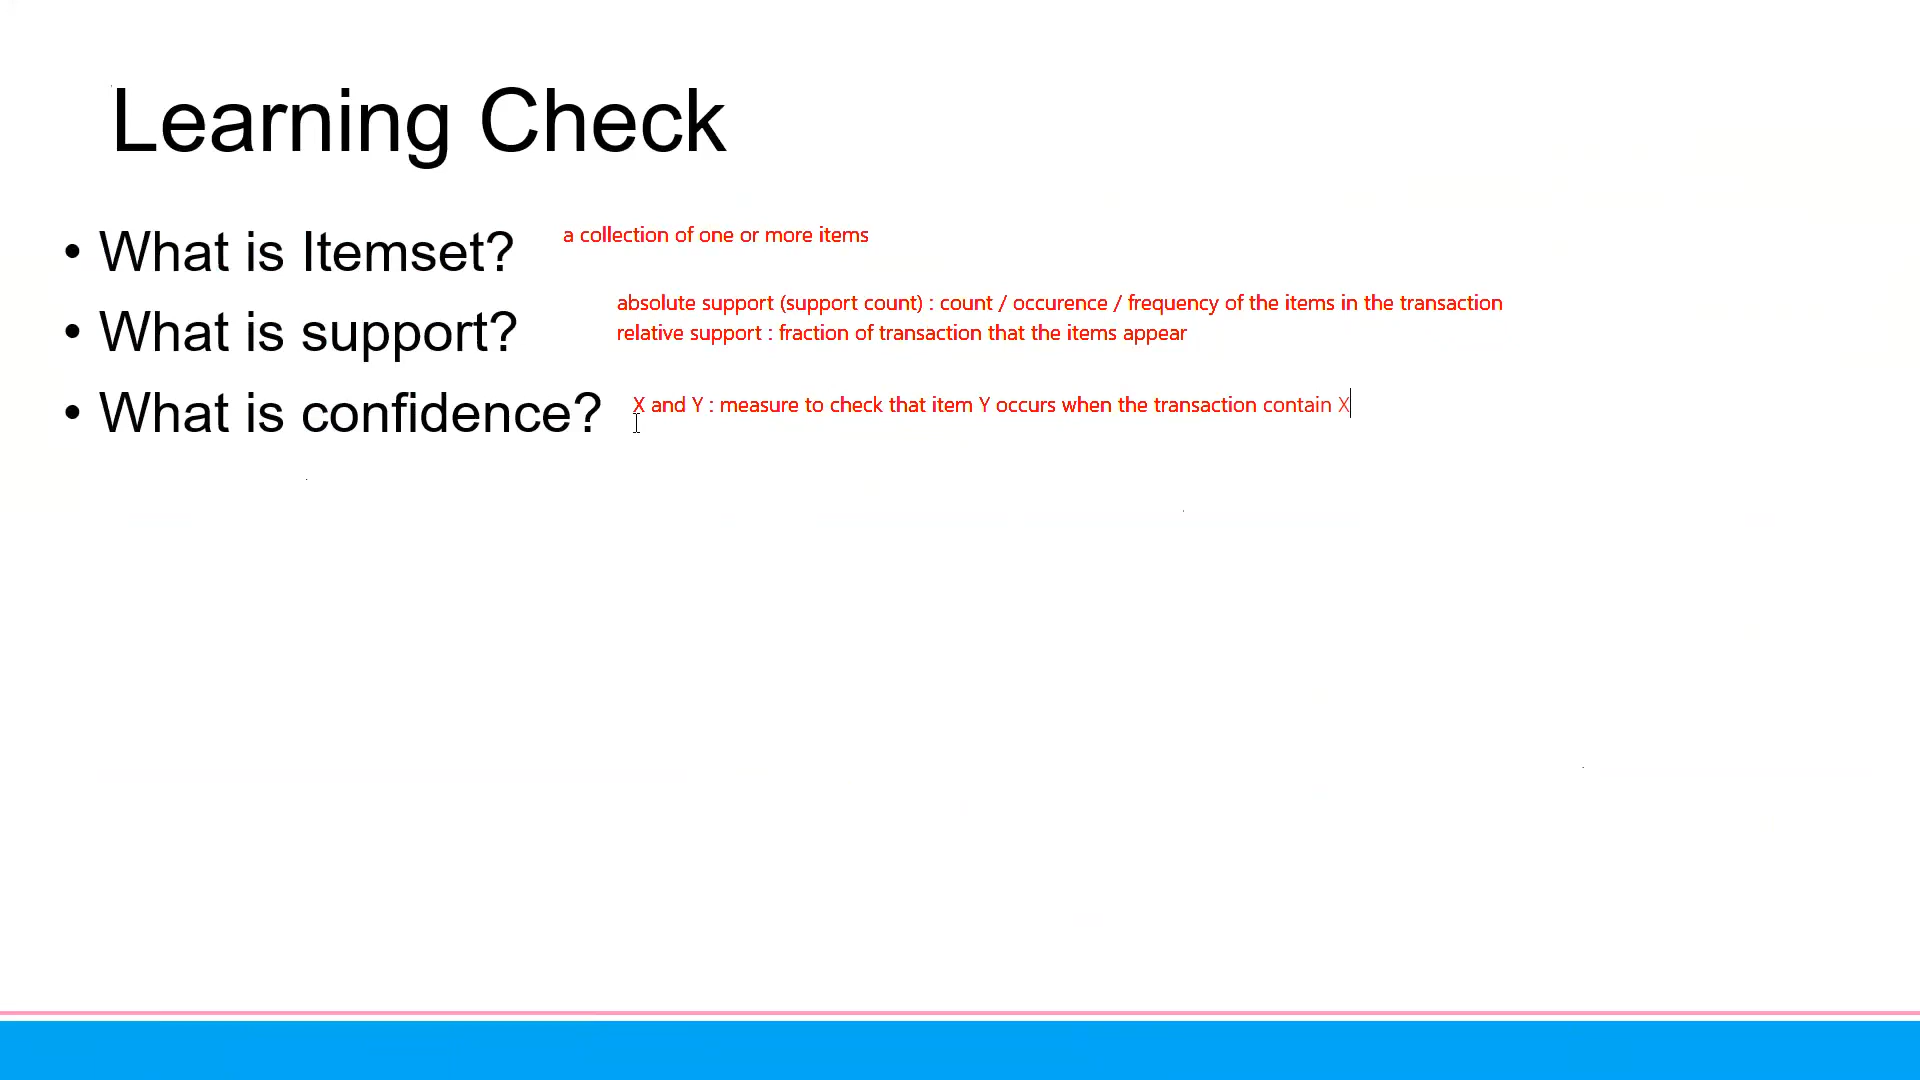 Learning Check
• What is Itemset? a collection of one or more items
• What is support? absolute support (support count) : count / occurence / frequency of the items in the transaction
relative support : fraction of transaction that the items appear
• What is confidence? X and Y : measure to check that item Y occurs when the transaction contain X